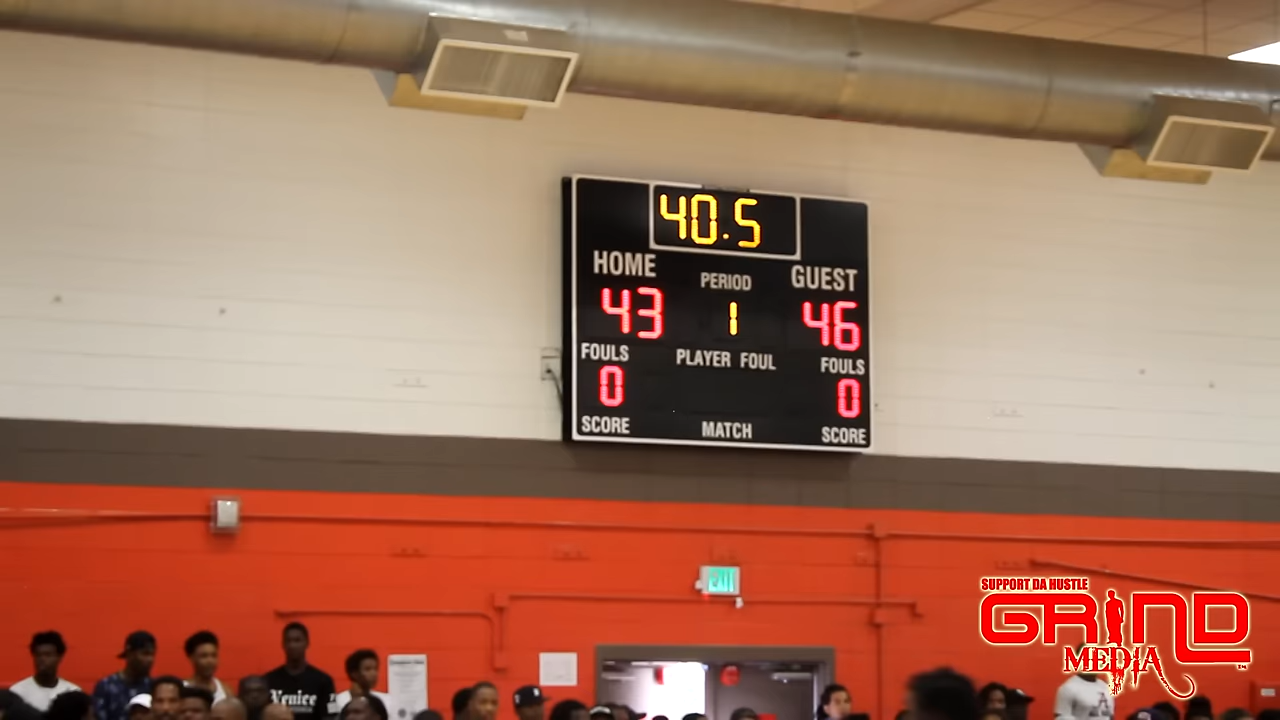 40.5
HOME PERIOD GUEST
43 1 46
FOULS PLAYER FOUL FOULS
0 0
SCORE MATCH SCORE
EXIT
SUPPORT DA HUSTLE
GRIND
MEDIA
Venice